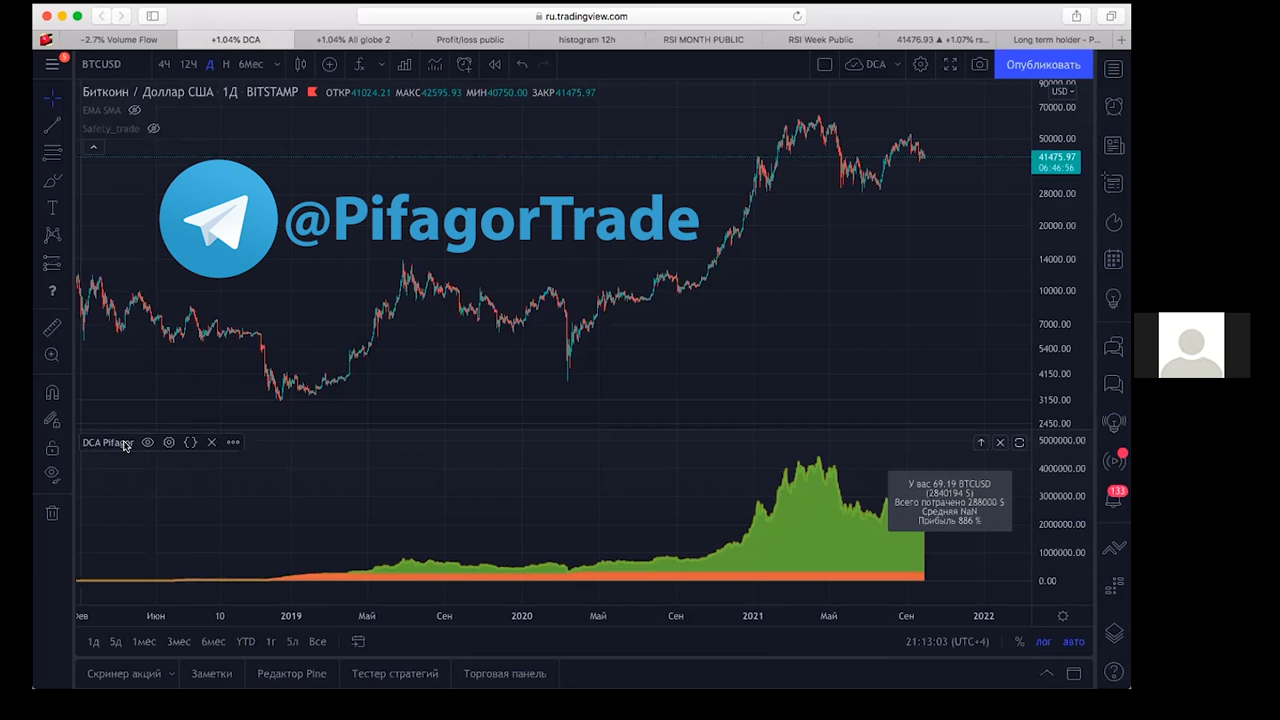 ru.tradingview.com
-2.7% Volume Flow
+1.04% DCA
+1.04% All globe 2
Profit/loss public
histogram 12h
RSI MONTH PUBLIC
RSI Week Public
41476.93 ▲ +1.07% rs...
Long term holder - P...
5
BTCUSD
4Ч 12Ч Д Н 6Мес
DCA
Опубликовать
Биткоин / Доллар США · 1Д · BITSTAMP
ОТКР41024.21 МАКС42595.93 МИН40750.00 ЗАКР41475.97
EMA SMA
Safety_trade
@PifagorTrade
90000.00
USD
70000.00
50000.00
41475.97
06:46:56
28000.00
20000.00
14000.00
10000.00
7000.00
5400.00
4150.00
3150.00
2450.00
DCA Pifagor
У вас 69.19 BTCUSD
(2840194 $)
Всего потрачено 288000 $
Средняя NaN
Прибыль 886 %
5000000.00
4000000.00
3000000.00
2000000.00
1000000.00
0.00
133
Июн 10 2019 Май Сен 2020 Май Сен 2021 Май Сен 2022
1д 5д 1мес 3мес 6мес YTD 1г 5л Все
21:13:03 (UTC+4)
% лог авто
Скринер акций
Заметки
Редактор Pine
Тестер стратегий
Торговая панель